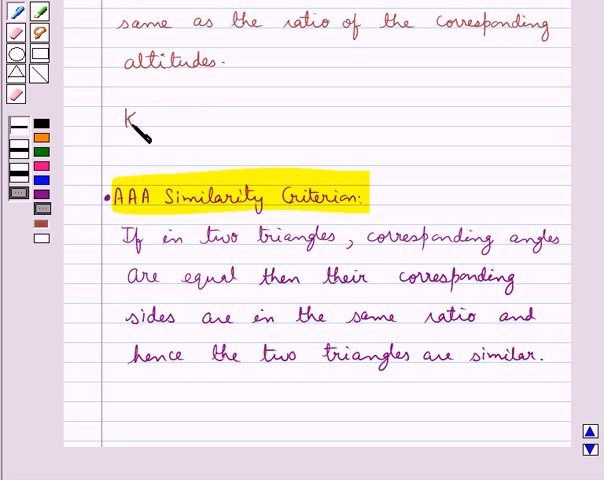 same as the ratio of the corresponding
altitudes.
K
• AAA Similarity Criterian:
If in two triangles, corresponding angles
are equal then their corresponding
sides are in the same ratio and
hence the two triangles are similar.